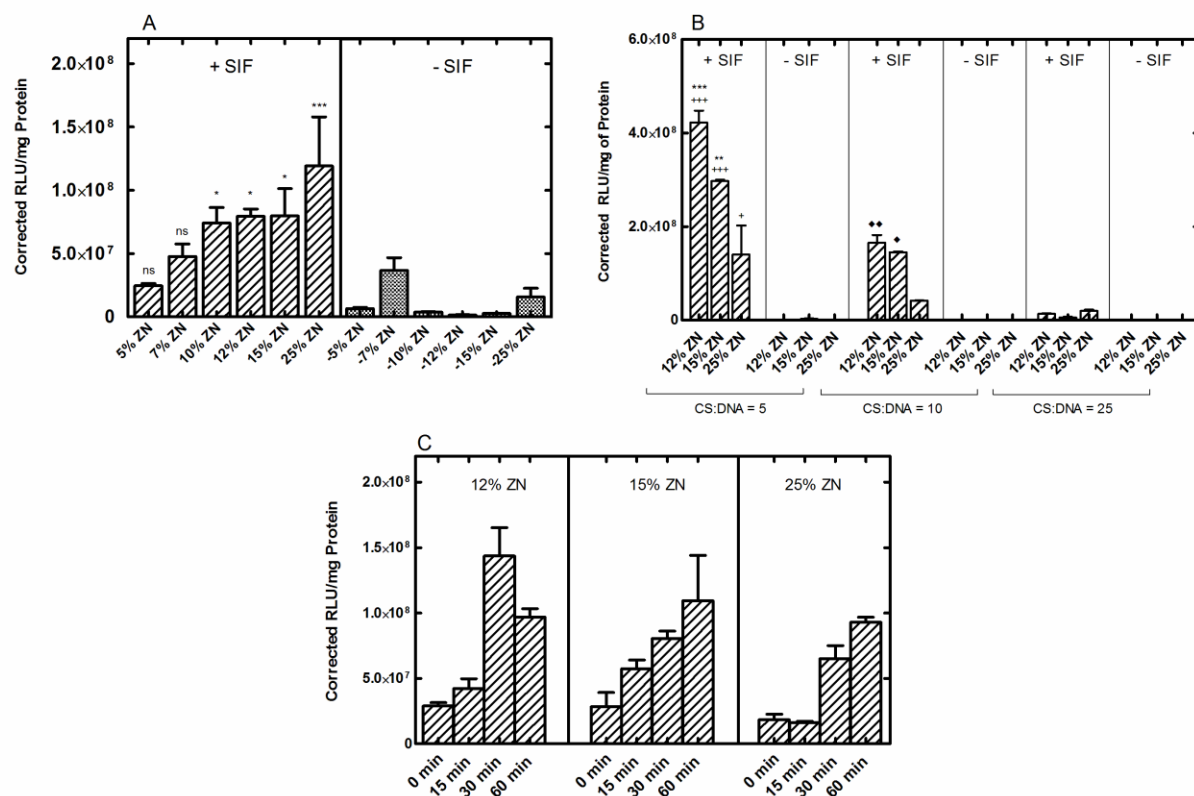 A
Corrected RLU/mg Protein
2.0×10⁸
1.5×10⁸
1.0×10⁸
5.0×10⁷
0
+ SIF
- SIF
ns
ns
*
*
*
***
5% ZN
7% ZN
10% ZN
12% ZN
15% ZN
25% ZN
-5% ZN
-7% ZN
-10% ZN
-12% ZN
-15% ZN
-25% ZN
B
Corrected RLU/mg of Protein
6.0×10⁸
4.0×10⁸
2.0×10⁸
0
+ SIF
- SIF
+ SIF
- SIF
+ SIF
- SIF
***
+++
**
+++
+
◆◆
◆
12% ZN
15% ZN
25% ZN
12% ZN
15% ZN
25% ZN
12% ZN
15% ZN
25% ZN
12% ZN
15% ZN
25% ZN
12% ZN
15% ZN
25% ZN
12% ZN
15% ZN
25% ZN
CS:DNA = 5
CS:DNA = 10
CS:DNA = 25
C
Corrected RLU/mg Protein
2.0×10⁸
1.5×10⁸
1.0×10⁸
5.0×10⁷
0
12% ZN
15% ZN
25% ZN
0 min
15 min
30 min
60 min
0 min
15 min
30 min
60 min
0 min
15 min
30 min
60 min